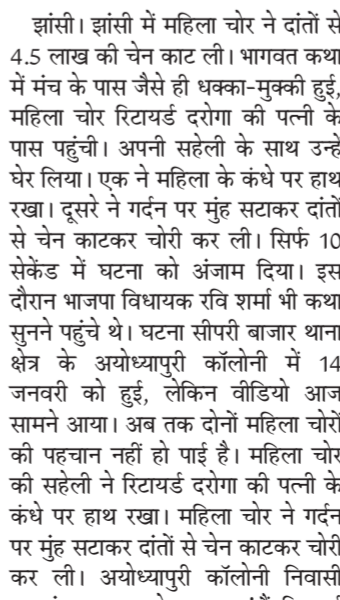 झांसी। झांसी में महिला चोर ने दांतों से
4.5 लाख की चेन काट ली। भागवत कथा
में मंच के पास जैसे ही धक्का-मुक्की हुई,
महिला चोर रिटायर्ड दरोगा की पत्नी के
पास पहुंची। अपनी सहेली के साथ उन्हें
घेर लिया। एक ने महिला के कंधे पर हाथ
रखा। दूसरे ने गर्दन पर मुंह सटाकर दांतों
से चेन काटकर चोरी कर ली। सिर्फ 10
सेकेंड में घटना को अंजाम दिया। इस
दौरान भाजपा विधायक रवि शर्मा भी कथा
सुनने पहुंचे थे। घटना सीपरी बाजार थाना
क्षेत्र के अयोध्यापुरी कॉलोनी में 14
जनवरी को हुई, लेकिन वीडियो आज
सामने आया। अब तक दोनों महिला चोरों
की पहचान नहीं हो पाई है। महिला चोर
की सहेली ने रिटायर्ड दरोगा की पत्नी के
कंधे पर हाथ रखा। महिला चोर ने गर्दन
पर मुंह सटाकर दांतों से चेन काटकर चोरी
कर ली। अयोध्यापुरी कॉलोनी निवासी